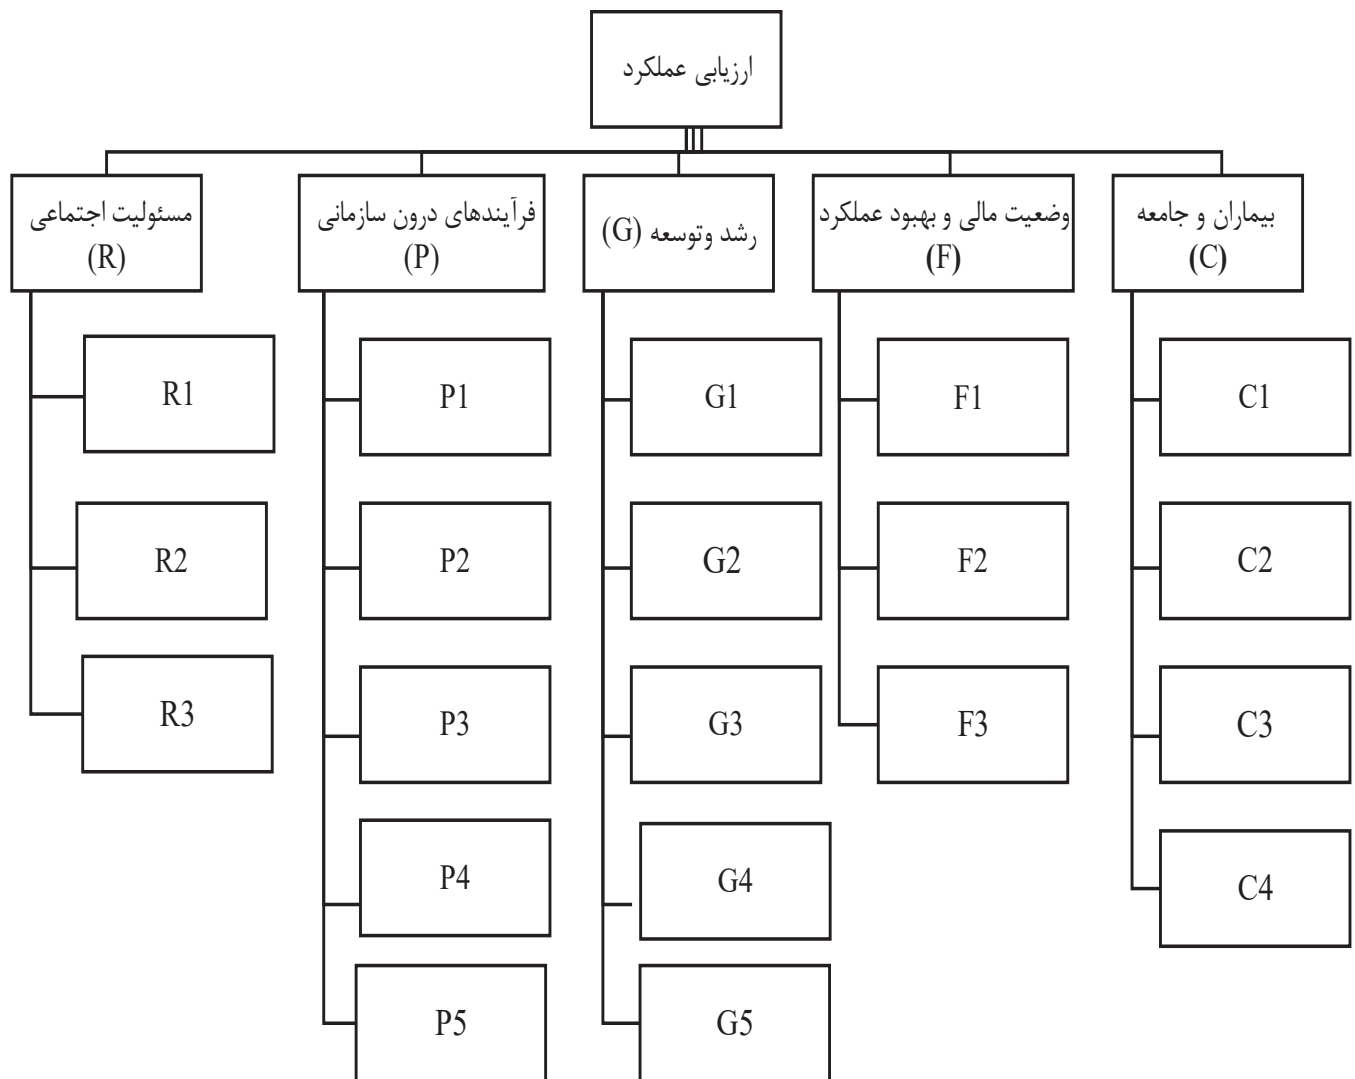 ارزیابی عملکرد
بیماران و جامعه
(C)
وضعیت مالی و بهبود عملکرد
(F)
رشد وتوسعه (G)
فرآیندهای درون سازمانی
(P)
مسئولیت اجتماعی
(R)
C1
C2
C3
C4
F1
F2
F3
G1
G2
G3
G4
G5
P1
P2
P3
P4
P5
R1
R2
R3